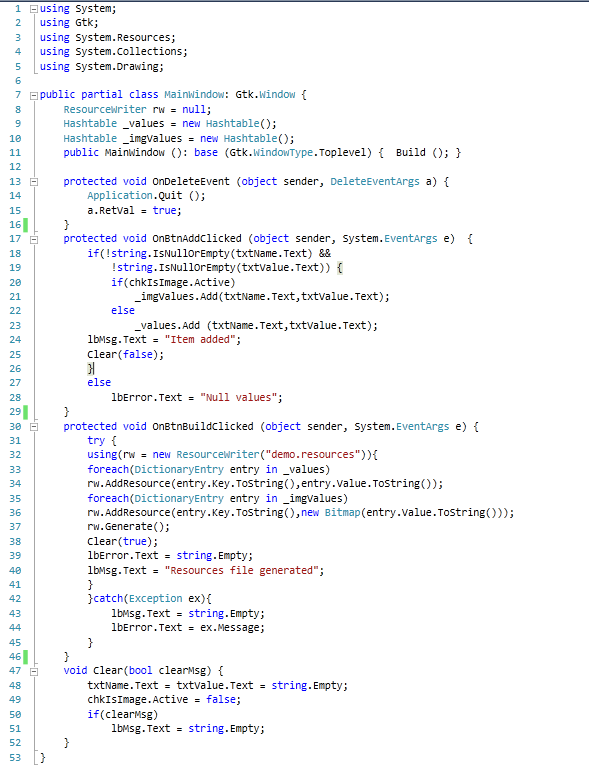 1 using System;
2 using Gtk;
3 using System.Resources;
4 using System.Collections;
5 using System.Drawing;
6
7 public partial class MainWindow: Gtk.Window {
8 ResourceWriter rw = null;
9 Hashtable _values = new Hashtable();
10 Hashtable _imgValues = new Hashtable();
11 public MainWindow (): base (Gtk.WindowType.Toplevel) {  Build (); }
12
13 protected void OnDeleteEvent (object sender, DeleteEventArgs a) {
14 Application.Quit ();
15 a.RetVal = true;
16 }
17 protected void OnBtnAddClicked (object sender, System.EventArgs e)  {
18 if(!string.IsNullOrEmpty(txtName.Text) &&
19 !string.IsNullOrEmpty(txtValue.Text)) {
20 if(chkIsImage.Active)
21 _imgValues.Add(txtName.Text,txtValue.Text);
22 else
23 _values.Add (txtName.Text,txtValue.Text);
24 lbMsg.Text = "Item added";
25 Clear(false);
26 }
27 else
28 lbError.Text = "Null values";
29 }
30 protected void OnBtnBuildClicked (object sender, System.EventArgs e) {
31 try {
32 using(rw = new ResourceWriter("demo.resources")){
33 foreach(DictionaryEntry entry in _values)
34 rw.AddResource(entry.Key.ToString(),entry.Value.ToString());
35 foreach(DictionaryEntry entry in _imgValues)
36 rw.AddResource(entry.Key.ToString(),new Bitmap(entry.Value.ToString()));
37 rw.Generate();
38 Clear(true);
39 lbError.Text = string.Empty;
40 lbMsg.Text = "Resources file generated";
41 }
42 }catch(Exception ex){
43 lbMsg.Text = string.Empty;
44 lbError.Text = ex.Message;
45 }
46 }
47 void Clear(bool clearMsg) {
48 txtName.Text = txtValue.Text = string.Empty;
49 chkIsImage.Active = false;
50 if(clearMsg)
51 lbMsg.Text = string.Empty;
52 }
53 }